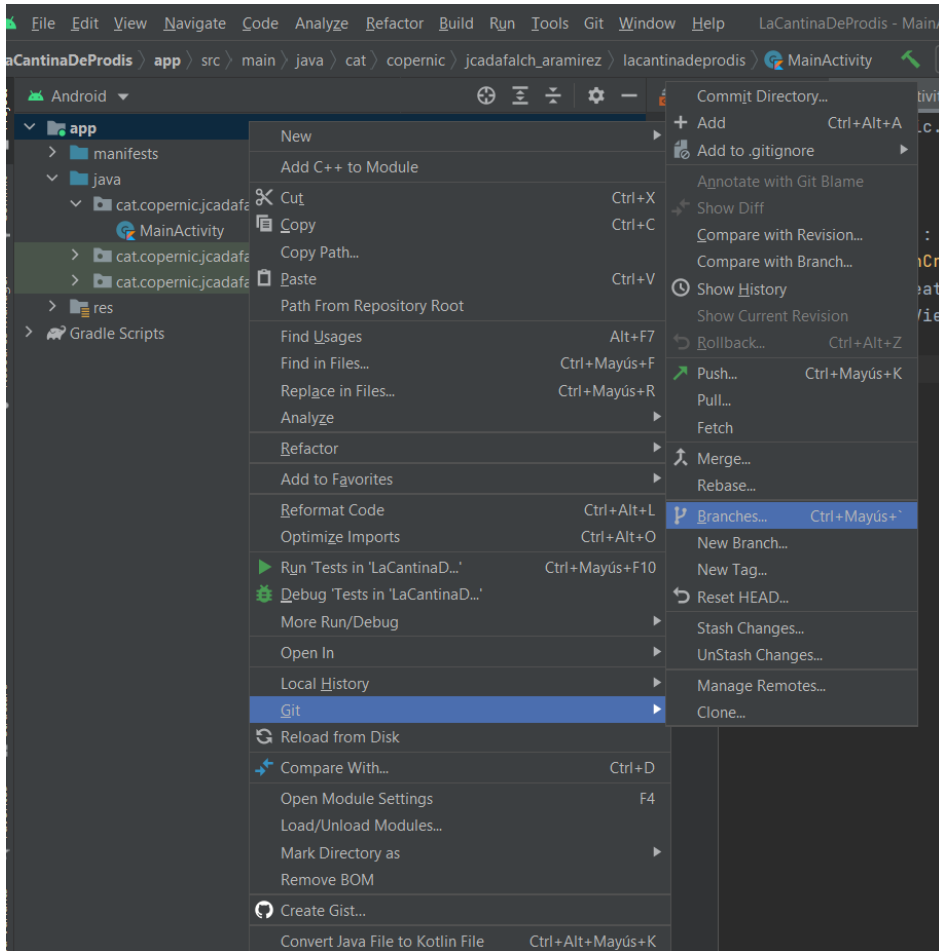 File Edit View Navigate Code Analyze Refactor Build Run Tools Git Window Help LaCantinaDeProdis - MainA
aCantinaDeProdis app src main java cat copernic jcadafalch_aramirez lacantinadeprodis MainActivity
Android
app
manifests
java
cat.copernic.jcadafa
MainActivity
cat.copernic.jcadafa
cat.copernic.jcadafa
res
Gradle Scripts
New
Add C++ to Module
Cut Ctrl+X
Copy Ctrl+C
Copy Path...
Paste Ctrl+V
Path From Repository Root
Find Usages Alt+F7
Find in Files... Ctrl+Mayús+F
Replace in Files... Ctrl+Mayús+R
Analyze
Refactor
Add to Favorites
Reformat Code Ctrl+Alt+L
Optimize Imports Ctrl+Alt+O
Run 'Tests in 'LaCantinaD...' Ctrl+Mayús+F10
Debug 'Tests in 'LaCantinaD...'
More Run/Debug
Open In
Local History
Git
Reload from Disk
Compare With... Ctrl+D
Open Module Settings F4
Load/Unload Modules...
Mark Directory as
Remove BOM
Create Gist...
Convert Java File to Kotlin File Ctrl+Alt+Mayús+K
Commit Directory...
Add Ctrl+Alt+A
Add to .gitignore
Annotate with Git Blame
Show Diff
Compare with Revision...
Compare with Branch...
Show History
Show Current Revision
Rollback... Ctrl+Alt+Z
Push... Ctrl+Mayús+K
Pull...
Fetch
Merge...
Rebase...
Branches... Ctrl+Mayús+`
New Branch...
New Tag...
Reset HEAD...
Stash Changes...
UnStash Changes...
Manage Remotes...
Clone...